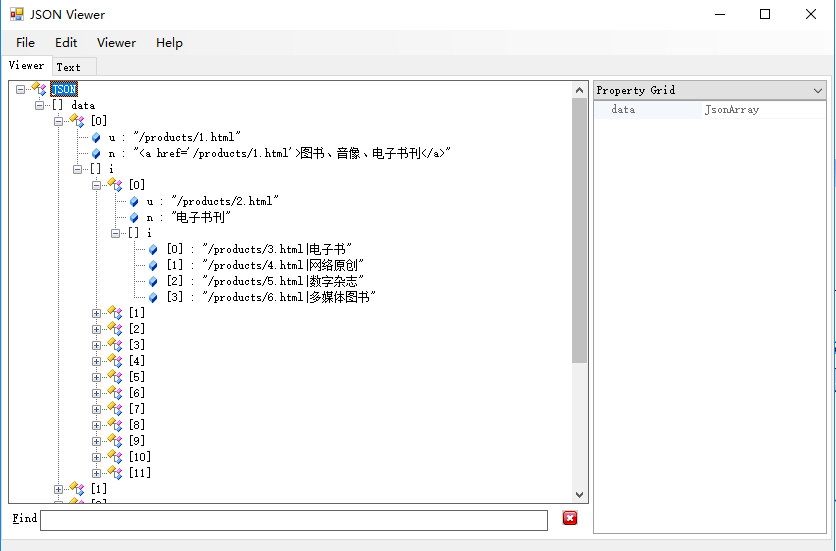 JSON Viewer
File Edit Viewer Help
Viewer Text
JSON
[] data
[0]
u : "/products/1.html"
n : "<a href='/products/1.html'>图书、音像、电子书刊</a>"
[] i
[0]
u : "/products/2.html"
n : "电子书刊"
[] i
[0] : "/products/3.html|电子书"
[1] : "/products/4.html|网络原创"
[2] : "/products/5.html|数字杂志"
[3] : "/products/6.html|多媒体图书"
[1]
[2]
[3]
[4]
[5]
[6]
[7]
[8]
[9]
[10]
[11]
[1]
Find
Property Grid
data JsonArray